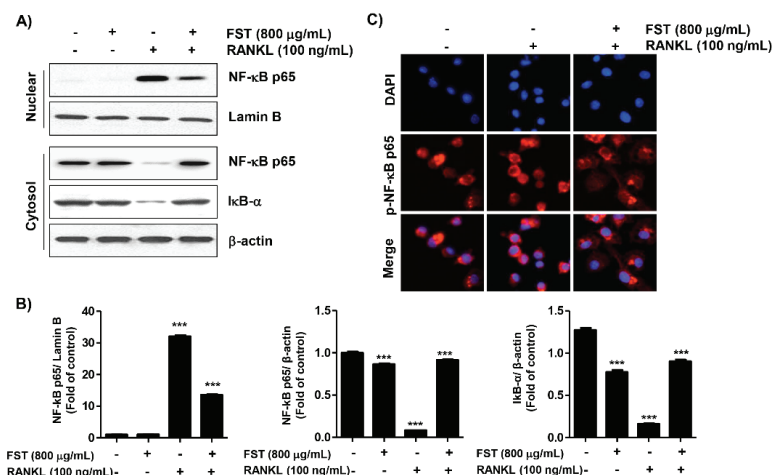 A)
- + - + FST (800 μg/mL)
- - + + RANKL (100 ng/mL)
Nuclear
NF-κB p65
Lamin B
Cytosol
NF-κB p65
IκB-α
β-actin
C)
- - + FST (800 μg/mL)
- + + RANKL (100 ng/mL)
DAPI
p-NF-κB p65
Merge
B)
NF-kB p65/ Lamin B
(Fold of control)
40
30
20
10
0
***
***
FST (800 μg/mL) - + - +
RANKL (100 ng/mL) - - + +
NF-kB p65/ β-actin
(Fold of control)
1.5
1.0
0.5
0.0
***
***
***
FST (800 μg/mL) - + - +
RANKL (100 ng/mL) - - + +
IkB-α/ β-actin
(Fold of control)
1.5
1.0
0.5
0.0
***
***
***
FST (800 μg/mL) - + - +
RANKL (100 ng/mL) - - + +